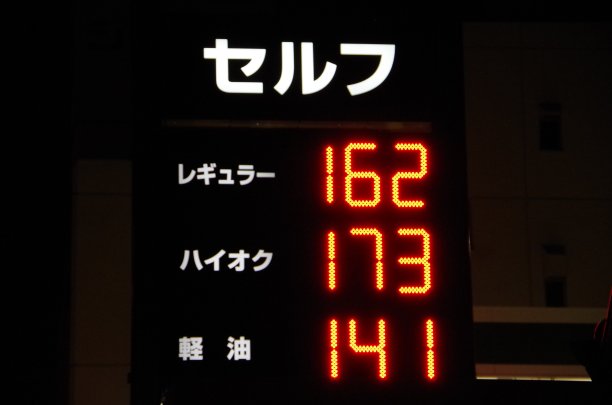 セルフ
レギュラー 162
ハイオク 173
軽油 141